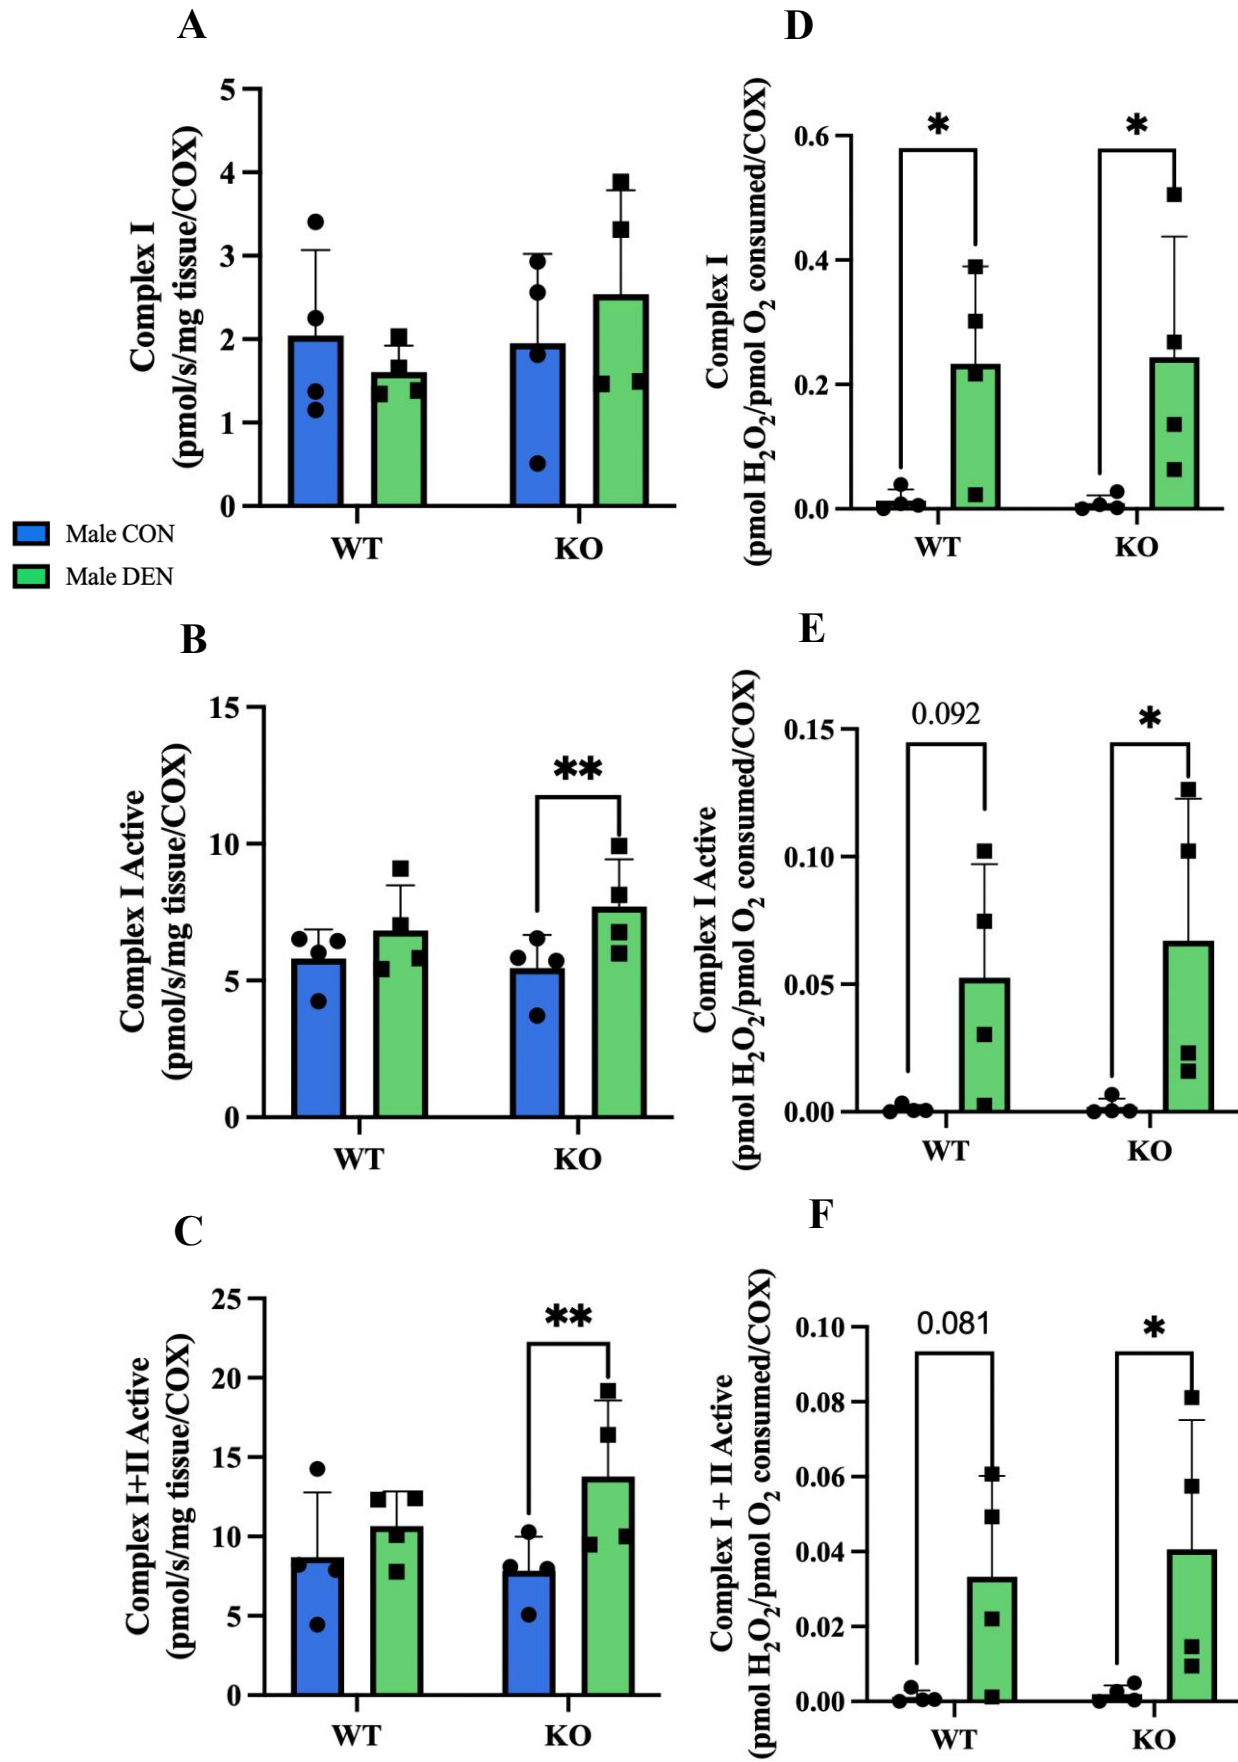 A
Complex I
(pmol/s/mg tissue/COX)
5
4
3
2
1
0
WT
KO
Male CON
Male DEN
D
Complex I
(pmol H₂O₂/pmol O₂ consumed/COX)
0.6
0.4
0.2
0.0
*
*
WT
KO
B
Complex I Active
(pmol/s/mg tissue/COX)
15
10
5
0
**
WT
KO
E
Complex I Active
(pmol H₂O₂/pmol O₂ consumed/COX)
0.15
0.10
0.05
0.00
0.092
*
WT
KO
C
Complex I+II Active
(pmol/s/mg tissue/COX)
25
20
15
10
5
0
**
WT
KO
F
Complex I + II Active
(pmol H₂O₂/pmol O₂ consumed/COX)
0.10
0.08
0.06
0.04
0.02
0.00
0.081
*
WT
KO